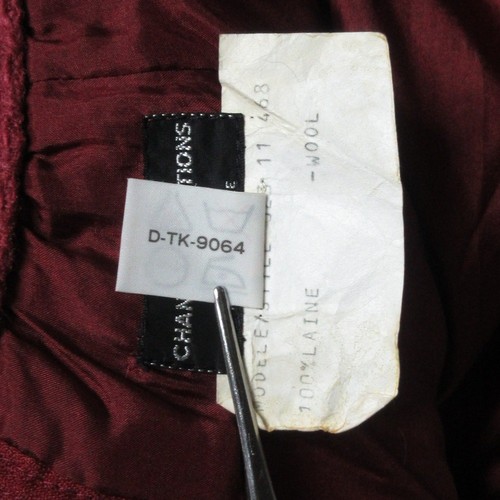 D-TK-9064
CHAN
TIONS
E
MODELE/STYLE
11 468
100%LAINE -WOOL